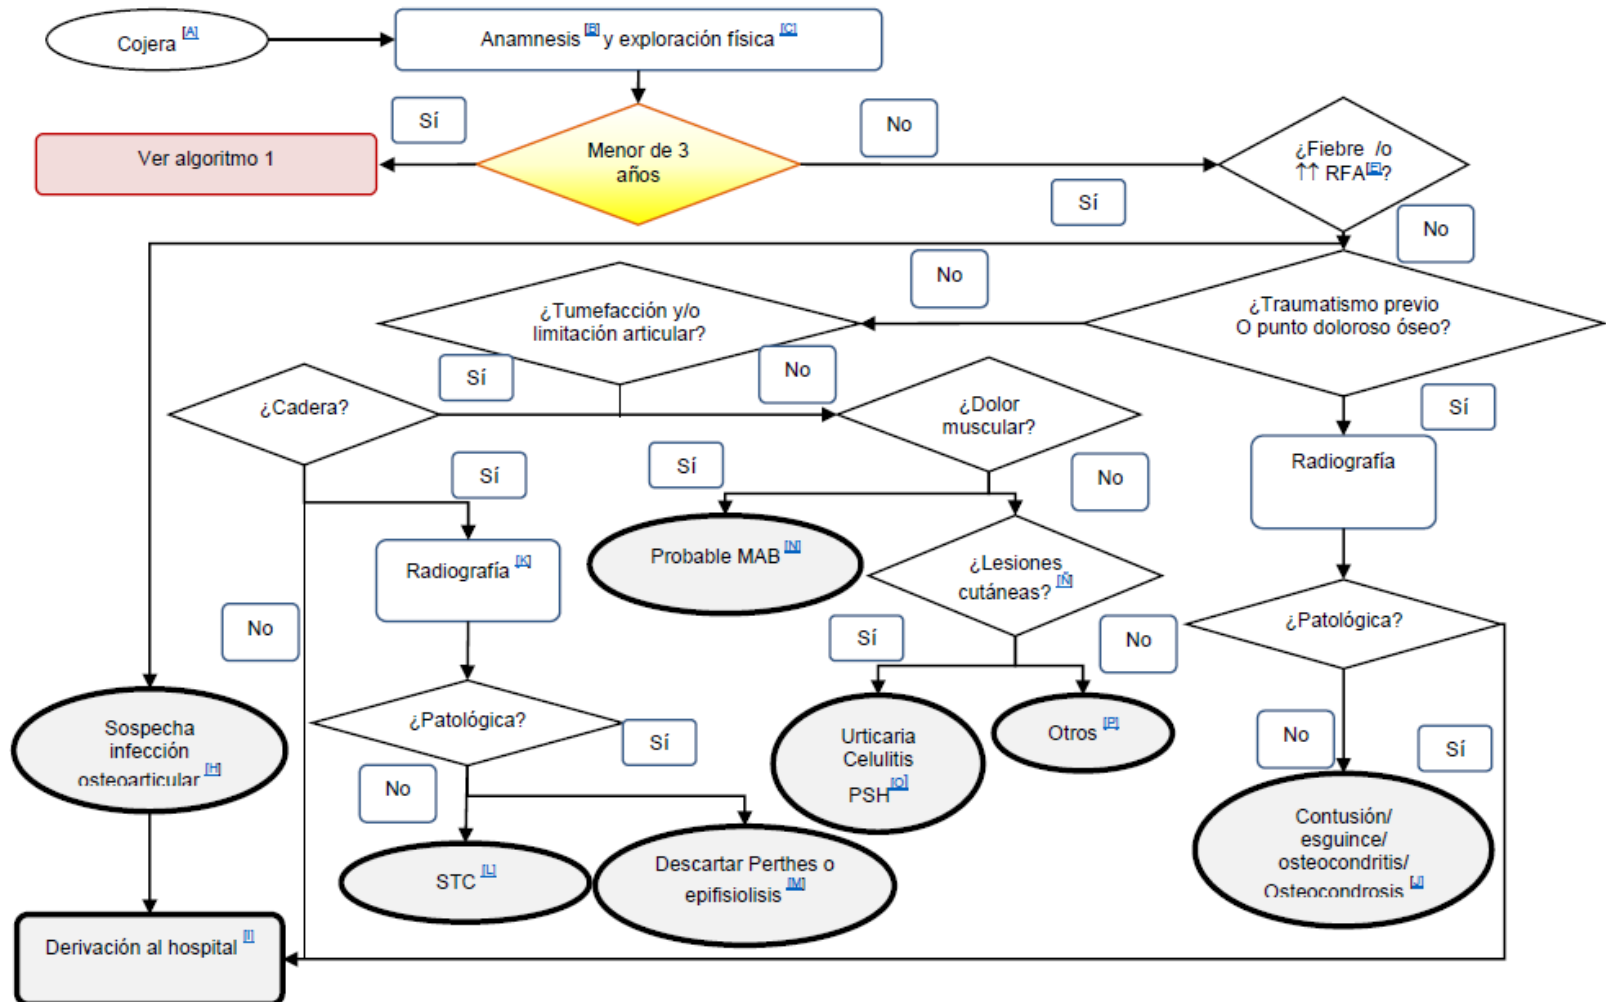 Cojera [A]
Anamnesis [B] y exploración física [C]
Sí
No
Ver algoritmo 1
Menor de 3
años
¿Fiebre /o
↑↑ RFA[E]?
Sí
No
No
¿Tumefacción y/o
limitación articular?
¿Traumatismo previo
O punto doloroso óseo?
Sí
No
¿Cadera?
¿Dolor
muscular?
Sí
Sí
Sí
No
Radiografía
Radiografía [K]
Probable MAB [N]
¿Lesiones
cutáneas? [Ñ]
No
Sí
No
¿Patológica?
Sospecha
infección
osteoarticular [H]
¿Patológica?
Sí
Urticaria
Celulitis
PSH[O]
Otros [P]
No
Sí
No
STC [L]
Descartar Perthes o
epifisiolisis [M]
Contusión/
esguince/
osteocondritis/
Osteocondrosis [J]
Derivación al hospital [I]